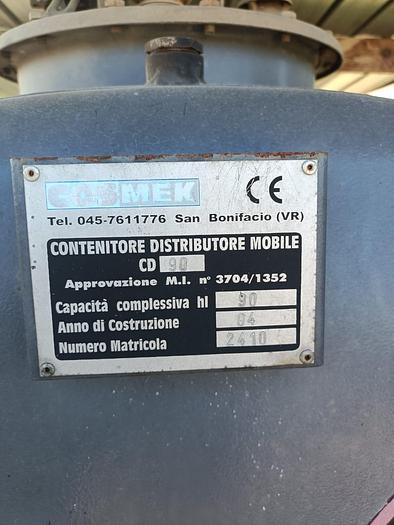 COSMEK CE
Tel. 045-7611776 San Bonifacio (VR)
CONTENITORE DISTRIBUTORE MOBILE
CD 90
Approvazione M.I. n° 3704/1352
Capacità complessiva hl 90
Anno di Costruzione 04
Numero Matricola 2410